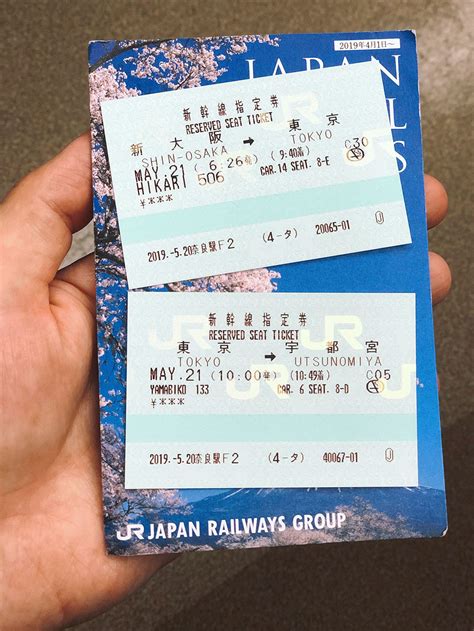 2019年4月1日～
JAPAN
L
S
新幹線指定券
RESERVED SEAT TICKET
新大阪 → 東京
SHIN-OSAKA TOKYO C30
MAY.21 (6.26発) (9:40着)
HIKARI 506 CAR.14 SEAT. 8-E
¥***
2019.-5.20奈良駅F2 (4-タ) 20065-01
新幹線指定券
RESERVED SEAT TICKET
東京 → 宇都宮
TOKYO UTSUNOMIYA
MAY.21 (10:00発) (10:49着) C05
YAMABIKO 133 CAR. 6 SEAT. 8-D
¥***
2019.-5.20奈良駅F2 (4-タ) 40067-01
JR JAPAN RAILWAYS GROUP